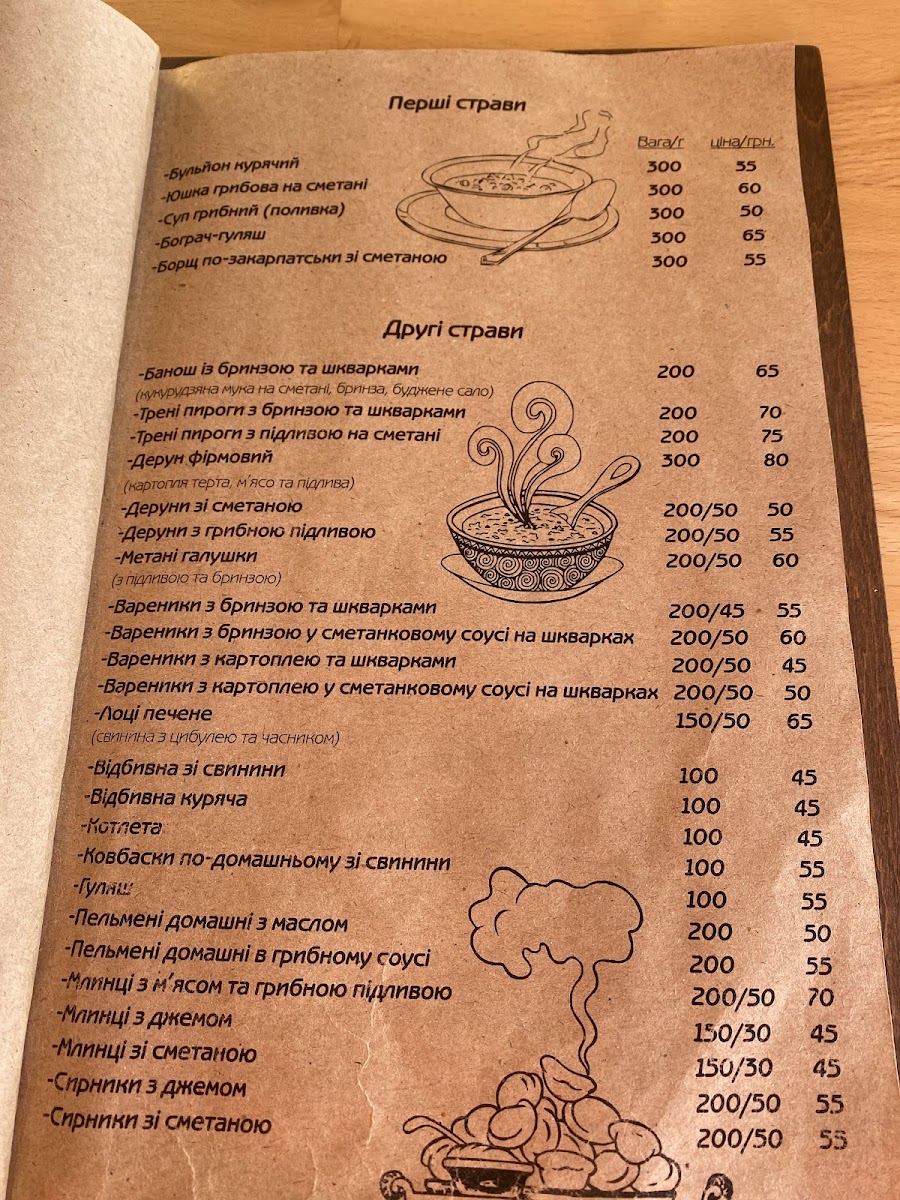 Перші страви
Вага/г ціна/грн.
-Бульйон курячий 300 55
-Юшка грибова на сметані 300 60
-Суп грибний (поливка) 300 50
-Бограч-гуляш 300 65
-Борщ по-закарпатськи зі сметаною 300 55
Другі страви
-Банош із бринзою та шкварками 200 65
(кукурудзяна мука на сметані, бринза, буджене сало)
-Трені пироги з бринзою та шкварками 200 70
-Трені пироги з підливою на сметані 200 75
-Дерун фірмовий 300 80
(картопля терта, м'ясо та підлива)
-Деруни зі сметаною 200/50 50
-Деруни з грибною підливою 200/50 55
-Метані галушки 200/50 60
(з підливою та бринзою)
-Вареники з бринзою та шкварками 200/45 55
-Вареники з бринзою у сметанковому соусі на шкварках 200/50 60
-Вареники з картоплею та шкварками 200/50 45
-Вареники з картоплею у сметанковому соусі на шкварках 200/50 50
-Лоці печене 150/50 65
(свинина з цибулею та часником)
-Відбивна зі свинини 100 45
-Відбивна куряча 100 45
-Котлета 100 45
-Ковбаски по-домашньому зі свинини 100 55
-Гуляш 100 55
-Пельмені домашні з маслом 200 50
-Пельмені домашні в грибному соусі 200 55
-Млинці з м'ясом та грибною підливою 200/50 70
-Млинці з джемом 150/30 45
-Млинці зі сметаною 150/30 45
-Сирники з джемом 200/50 55
-Сирники зі сметаною 200/50 55